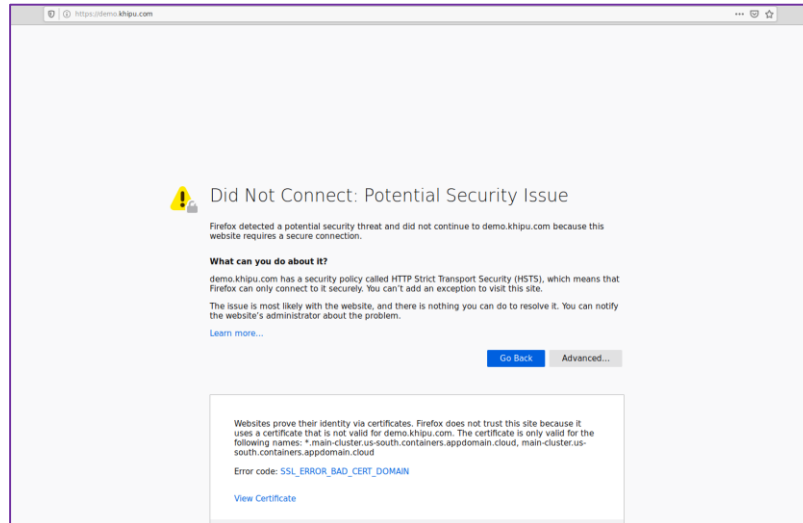 https://demo.khipu.com
Did Not Connect: Potential Security Issue
Firefox detected a potential security threat and did not continue to demo.khipu.com because this
website requires a secure connection.
What can you do about it?
demo.khipu.com has a security policy called HTTP Strict Transport Security (HSTS), which means that
Firefox can only connect to it securely. You can't add an exception to visit this site.
The issue is most likely with the website, and there is nothing you can do to resolve it. You can notify
the website's administrator about the problem.
Learn more...
Go Back Advanced...
Websites prove their identity via certificates. Firefox does not trust this site because it
uses a certificate that is not valid for demo.khipu.com. The certificate is only valid for the
following names: *.main-cluster.us-south.containers.appdomain.cloud, main-cluster.us-
south.containers.appdomain.cloud
Error code: SSL_ERROR_BAD_CERT_DOMAIN
View Certificate